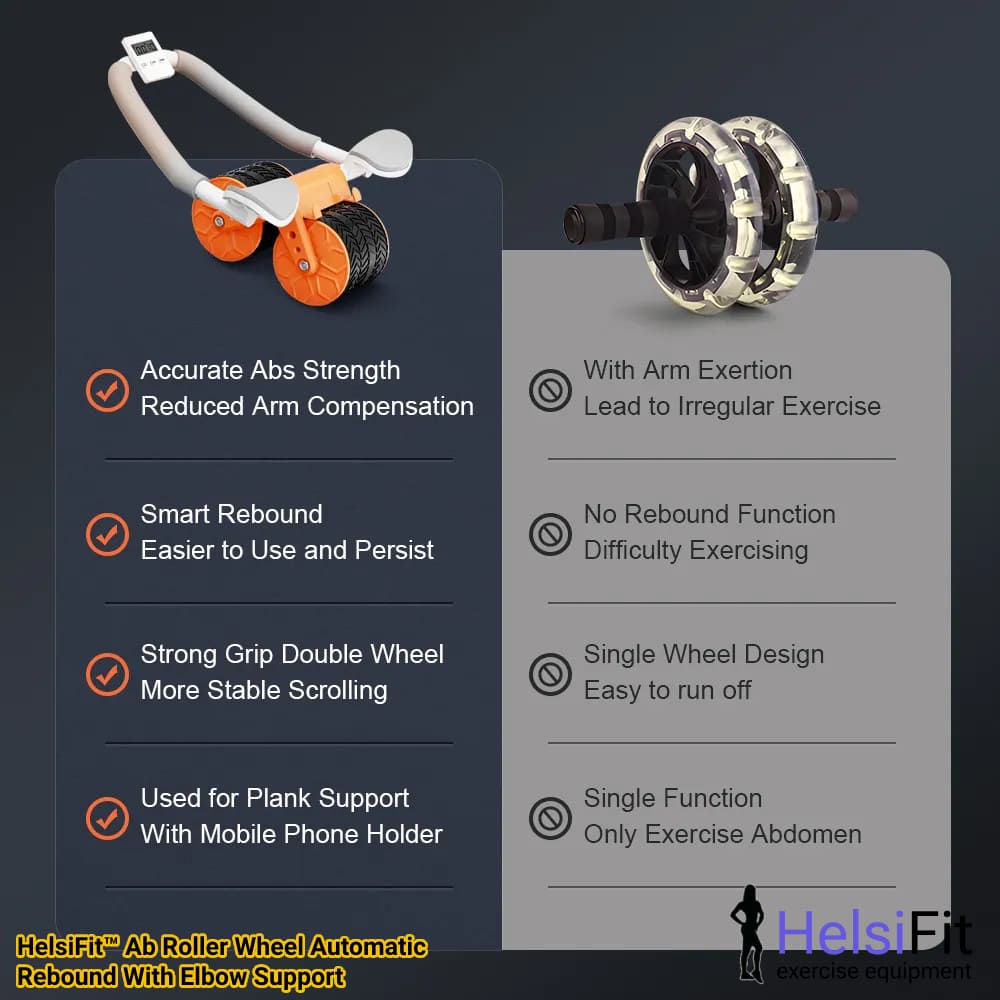 Accurate Abs Strength
Reduced Arm Compensation
Smart Rebound
Easier to Use and Persist
Strong Grip Double Wheel
More Stable Scrolling
Used for Plank Support
With Mobile Phone Holder
With Arm Exertion
Lead to Irregular Exercise
No Rebound Function
Difficulty Exercising
Single Wheel Design
Easy to run off
Single Function
Only Exercise Abdomen
HelsiFit™ Ab Roller Wheel Automatic
Rebound With Elbow Support
HelsiFit
exercise equipment